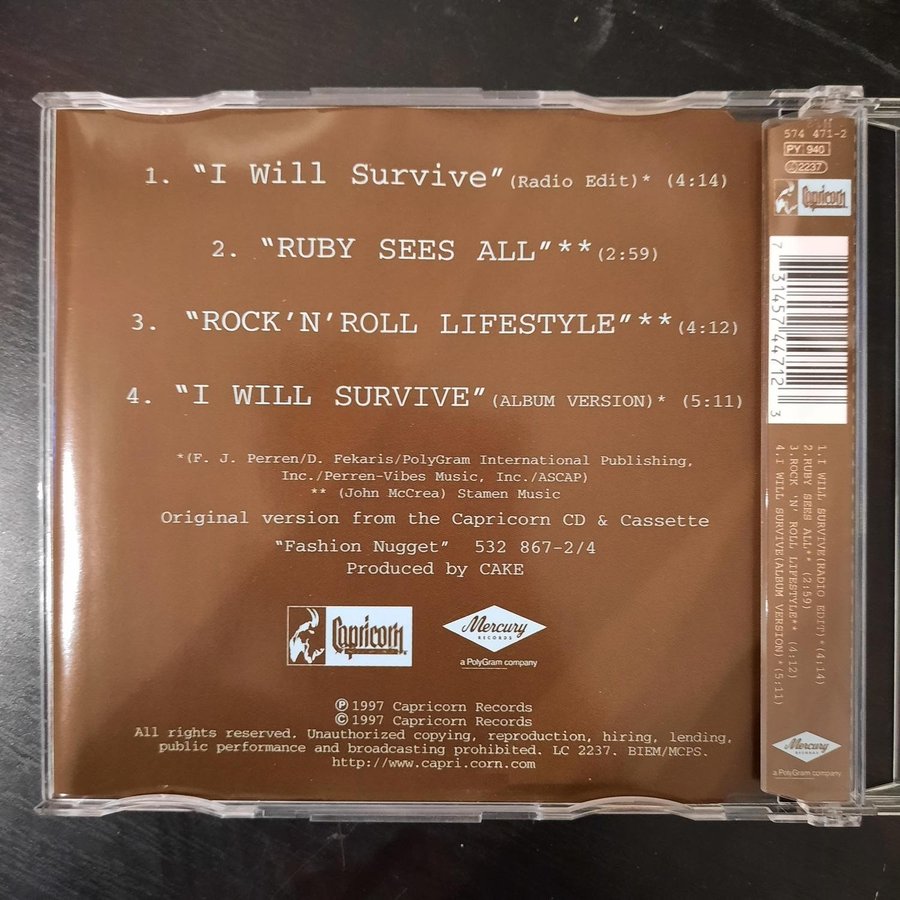 1. "I Will Survive" (Radio Edit)* (4:14)
2. "RUBY SEES ALL"** (2:59)
3. "ROCK'N'ROLL LIFESTYLE"** (4:12)
4. "I WILL SURVIVE" (ALBUM VERSION)* (5:11)
*(F. J. Perren/D. Fekaris/PolyGram International Publishing,
Inc./Perren-Vibes Music, Inc./ASCAP)
** (John McCrea) Stamen Music
Original version from the Capricorn CD & Cassette
"Fashion Nugget" 532 867-2/4
Produced by CAKE
Capricorn
Mercury
RECORDS
a PolyGram company
℗ 1997 Capricorn Records
© 1997 Capricorn Records
All rights reserved. Unauthorized copying, reproduction, hiring, lending,
public performance and broadcasting prohibited. LC 2237. BIEM/MCPS.
http://www.capri.corn.com
574 471-2
PY 940
LC 2237
Capricorn
7 31457 44712 3
1.I WILL SURVIVE(RADIO EDIT)*(4:14)
2.RUBY SEES ALL** (2:59)
3.ROCK 'N' ROLL LIFESTYLE** (4:12)
4.I WILL SURVIVE(ALBUM VERSION)*(5:11)
Mercury
RECORDS
a PolyGram company